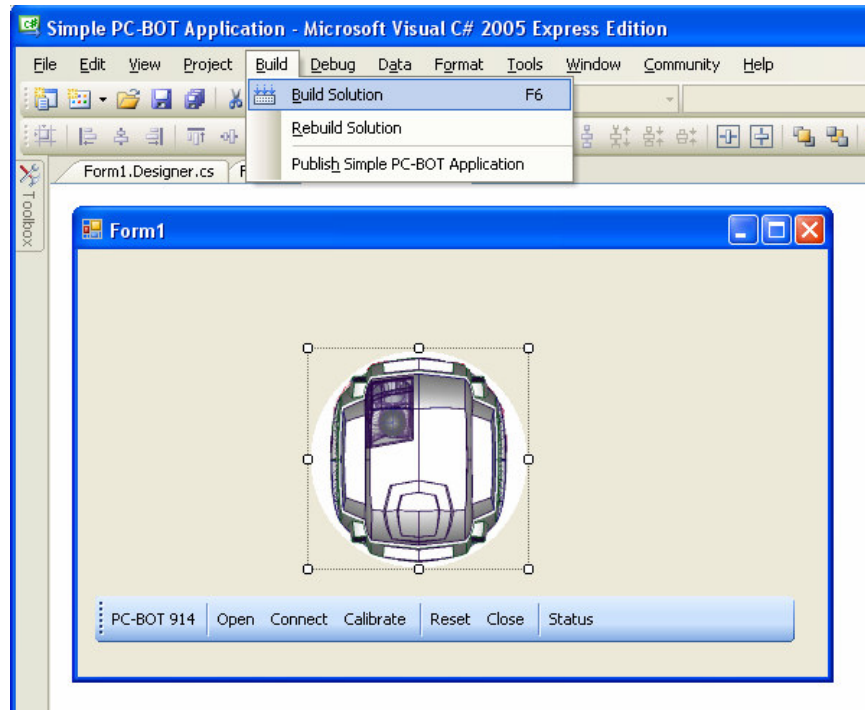 Simple PC-BOT Application - Microsoft Visual C# 2005 Express Edition
File Edit View Project Build Debug Data Format Tools Window Community Help
Build Solution F6
Rebuild Solution
Publish Simple PC-BOT Application
Form1.Designer.cs
Toolbox
Form1
PC-BOT 914 Open Connect Calibrate Reset Close Status